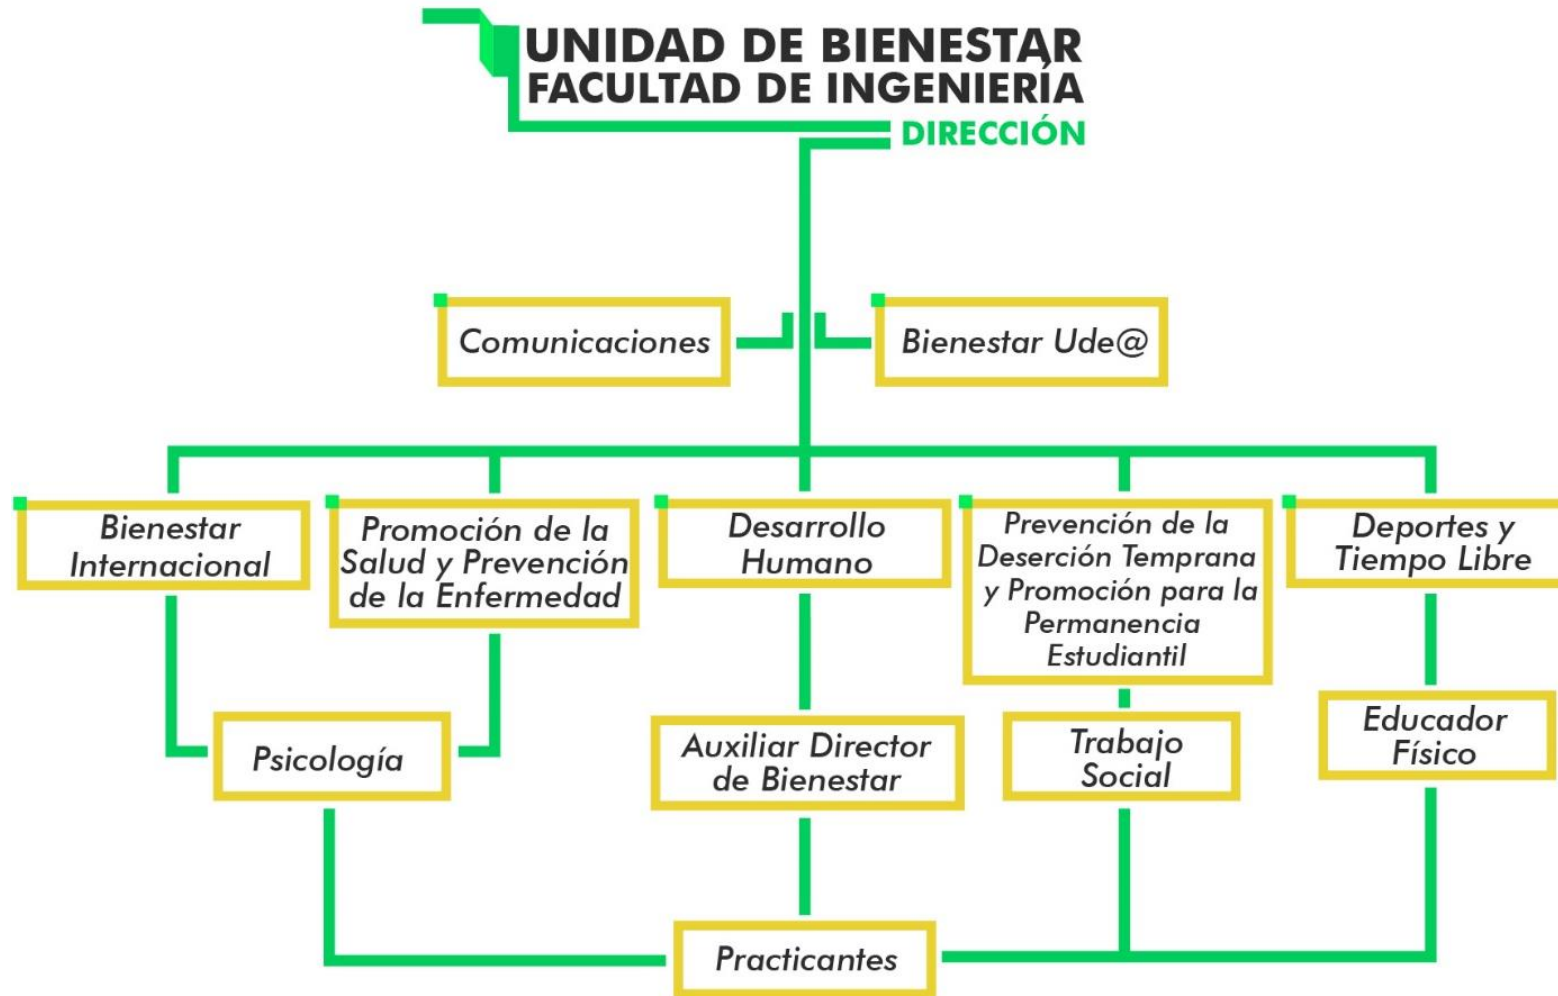 UNIDAD DE BIENESTAR
FACULTAD DE INGENIERÍA
DIRECCIÓN
Comunicaciones
Bienestar Ude@
Bienestar
Internacional
Promoción de la
Salud y Prevención
de la Enfermedad
Desarrollo
Humano
Prevención de la
Deserción Temprana
y Promoción para la
Permanencia
Estudiantil
Deportes y
Tiempo Libre
Psicología
Auxiliar Director
de Bienestar
Trabajo
Social
Educador
Físico
Practicantes